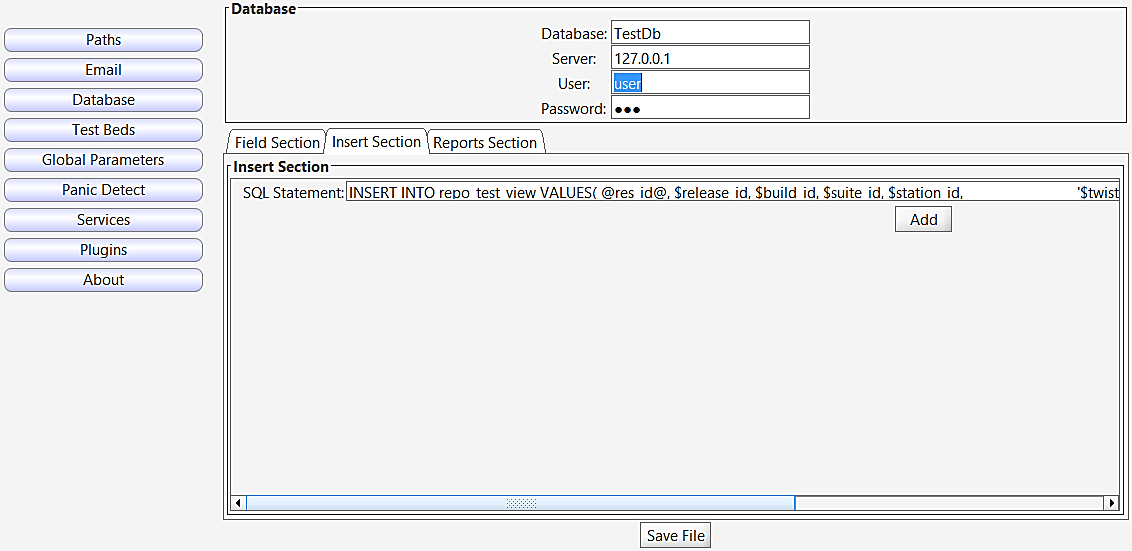 Paths
Email
Database
Test Beds
Global Parameters
Panic Detect
Services
Plugins
About
Database
Database: TestDb
Server: 127.0.0.1
User: user
Password: ●●●
Field Section Insert Section Reports Section
Insert Section
SQL Statement: INSERT INTO repo_test_view VALUES( @res_id@, $release_id, $build_id, $suite_id, $station_id, '$twist
Add
Save File